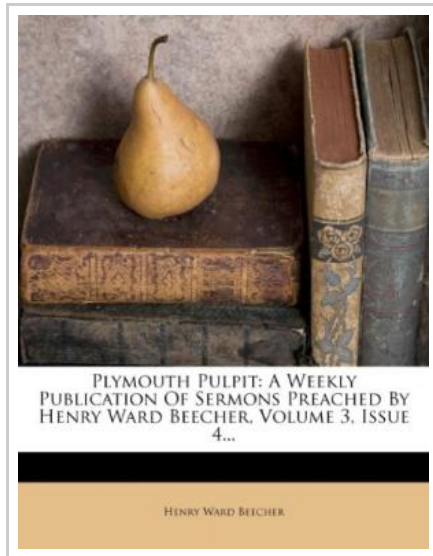 Plymouth Pulpit: A Weekly
Publication Of Sermons Preached By
Henry Ward Beecher, Volume 3, Issue
4...
Henry Ward Beecher